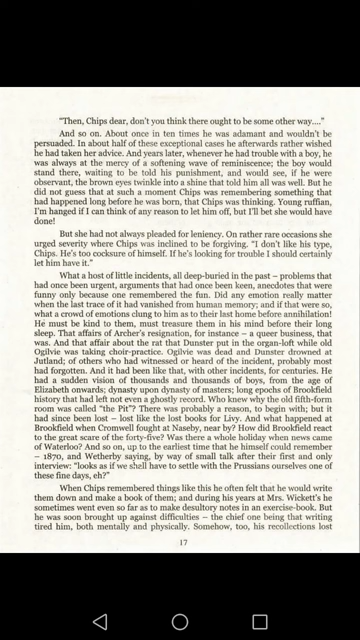 "Then, Chips dear, don't you think there ought to be some other way...."
And so on. About once in ten times he was adamant and wouldn't be
persuaded. In about half of these exceptional cases he afterwards rather wished
he had taken her advice. And years later, whenever he had trouble with a boy, he
was always at the mercy of a softening wave of reminiscence; the boy would
stand there, waiting to be told his punishment, and would see, if he were
observant, the brown eyes twinkle into a shine that told him all was well. But he
did not guess that at such a moment Chips was remembering something that
had happened long before he was born, that Chips was thinking. Young ruffian,
I'm hanged if I can think of any reason to let him off, but I'll bet she would have
done!
But she had not always pleaded for leniency. On rather rare occasions she
urged severity where Chips was inclined to be forgiving. "I don't like his type,
Chips. He's too cocksure of himself. If he's looking for trouble I should certainly
let him have it."
What a host of little incidents, all deep-buried in the past – problems that
had once been urgent, arguments that had once been keen, anecdotes that were
funny only because one remembered the fun. Did any emotion really matter
when the last trace of it had vanished from human memory; and if that were so,
what a crowd of emotions clung to him as to their last home before annihilation!
He must be kind to them, must treasure them in his mind before their long
sleep. That affairs of Archer's resignation, for instance – a queer business, that
was. And that affair about the rat that Dunster put in the organ-loft while old
Ogilvie was taking choir-practice. Ogilvie was dead and Dunster drowned at
Jutland; of others who had witnessed or heard of the incident, probably most
had forgotten. And it had been like that, with other incidents, for centuries. He
had a sudden vision of thousands and thousands of boys, from the age of
Elizabeth onwards; dynasty upon dynasty of masters; long epochs of Brookfield
history that had left not even a ghostly record. Who knew why the old fifth-form
room was called "the Pit"? There was probably a reason, to begin with; but it
had since been lost – lost like the lost books for Livy. And what happened at
Brookfield when Cromwell fought at Naseby, near by? How did Brookfield react
to the great scare of the forty-five? Was there a whole holiday when news came
of Waterloo? And so on, up to the earliest time that he himself could remember
– 1870, and Wetherby saying, by way of small talk after their first and only
interview: "looks as if we shell have to settle with the Prussians ourselves one of
these fine days, eh?"
When Chips remembered things like this he often felt that he would write
them down and make a book of them; and during his years at Mrs. Wickett's he
sometimes went even so far as to make desultory notes in an exercise-book. But
he was soon brought up against difficulties – the chief one being that writing
tired him, both mentally and physically. Somehow, too, his recollections lost
17